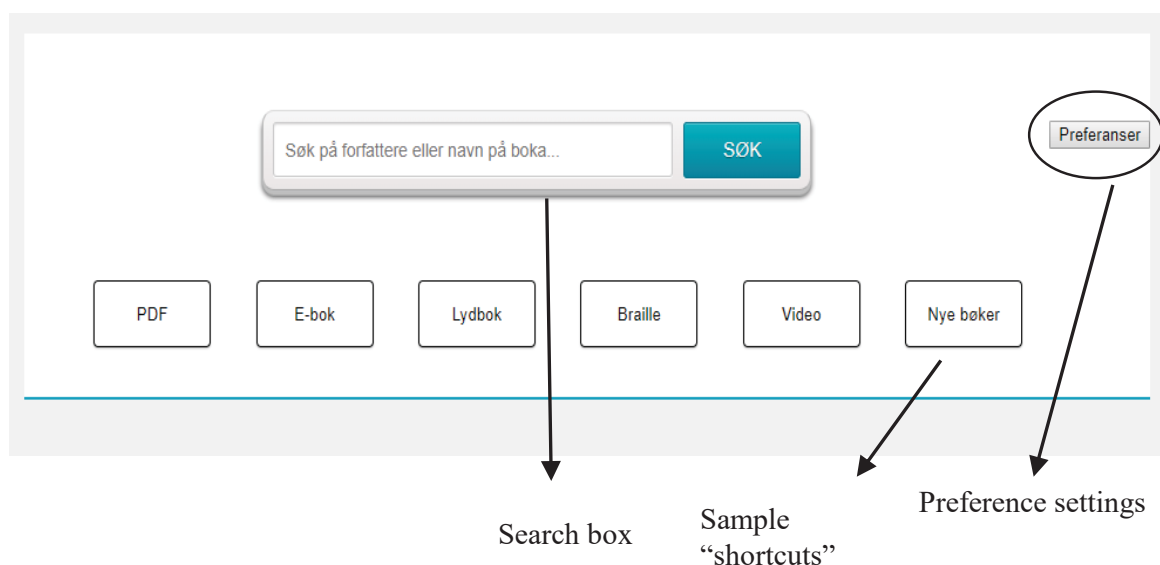 Søk på forfattere eller navn på boka...
SØK
Preferanser
PDF
E-bok
Lydbok
Braille
Video
Nye bøker
Search box
Sample
“shortcuts”
Preference settings